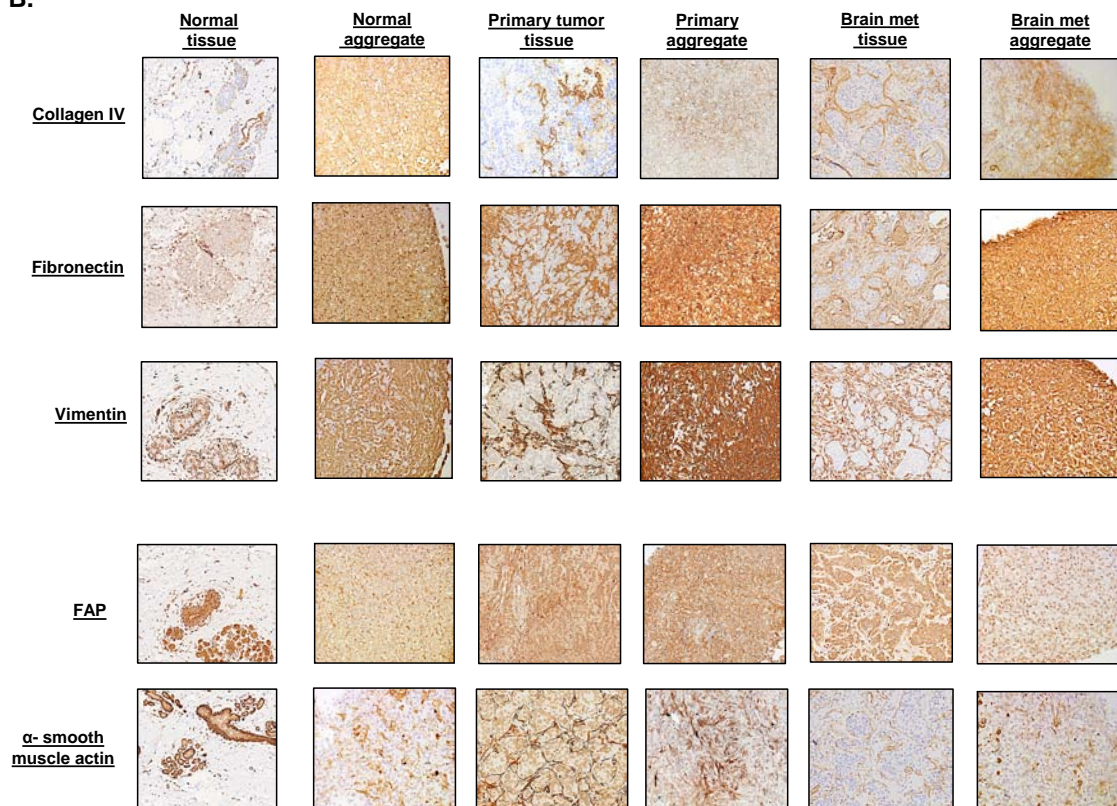 B.
Normal
tissue
Normal
aggregate
Primary tumor
tissue
Primary
aggregate
Brain met
tissue
Brain met
aggregate
Collagen IV
Fibronectin
Vimentin
FAP
α- smooth
muscle actin